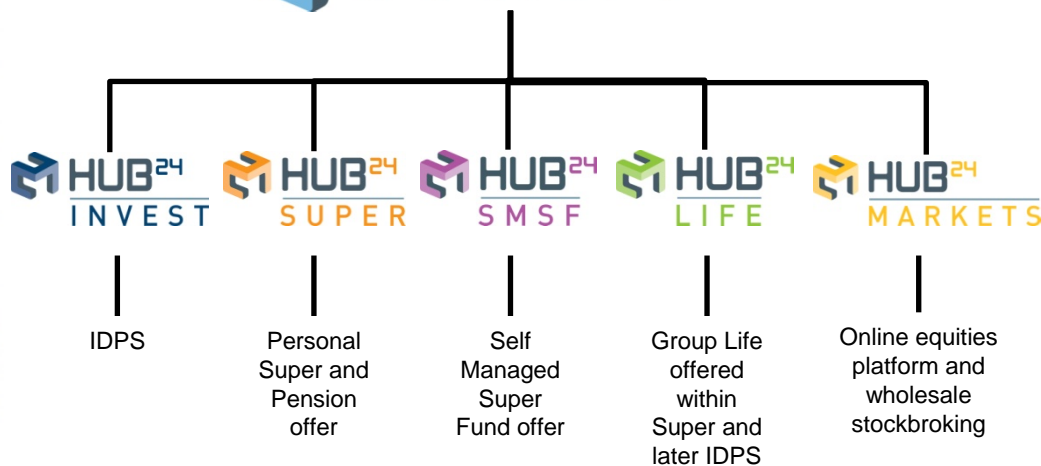 HUB24
INVEST
HUB24
SUPER
HUB24
SMSF
HUB24
LIFE
HUB24
MARKETS
IDPS
Personal
Super and
Pension
offer
Self
Managed
Super
Fund offer
Group Life
offered
within
Super and
later IDPS
Online equities
platform and
wholesale
stockbroking